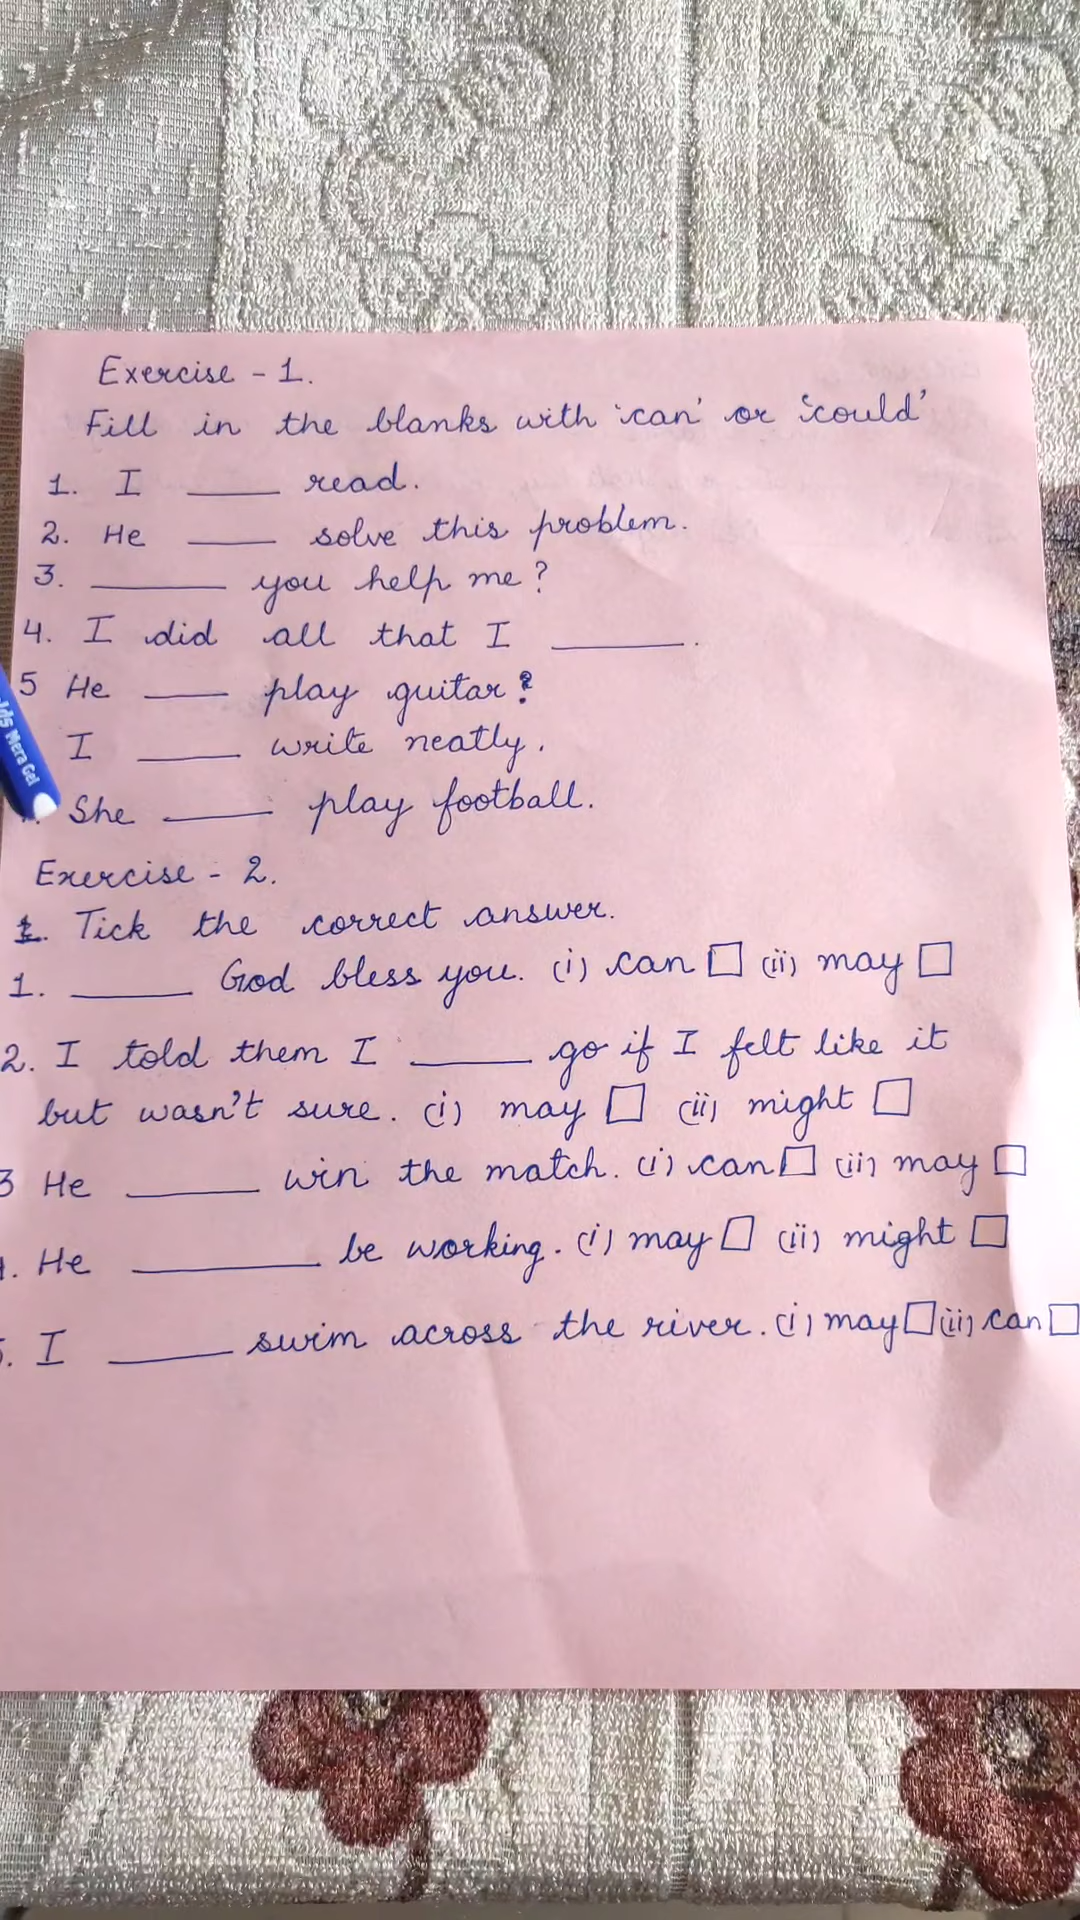 Exercise - 1.
Fill in the blanks with 'can' or 'could'
1. I ____ read.
2. He ____ solve this problem.
3. ____ you help me?
4. I did all that I ____.
5 He ____ play guitar?
I ____ write neatly.
She ____ play football.
Exercise - 2.
1. Tick the correct answer.
1. ____ God bless you. (i) can □ (ii) may □
2. I told them I ____ go if I felt like it
but wasn't sure. (i) may □ (ii) might □
3 He ____ win the match. (i) can □ (ii) may □
4. He ____ be working. (i) may □ (ii) might □
5. I ____ swim across the river. (i) may □ (ii) can □
Mera Gel